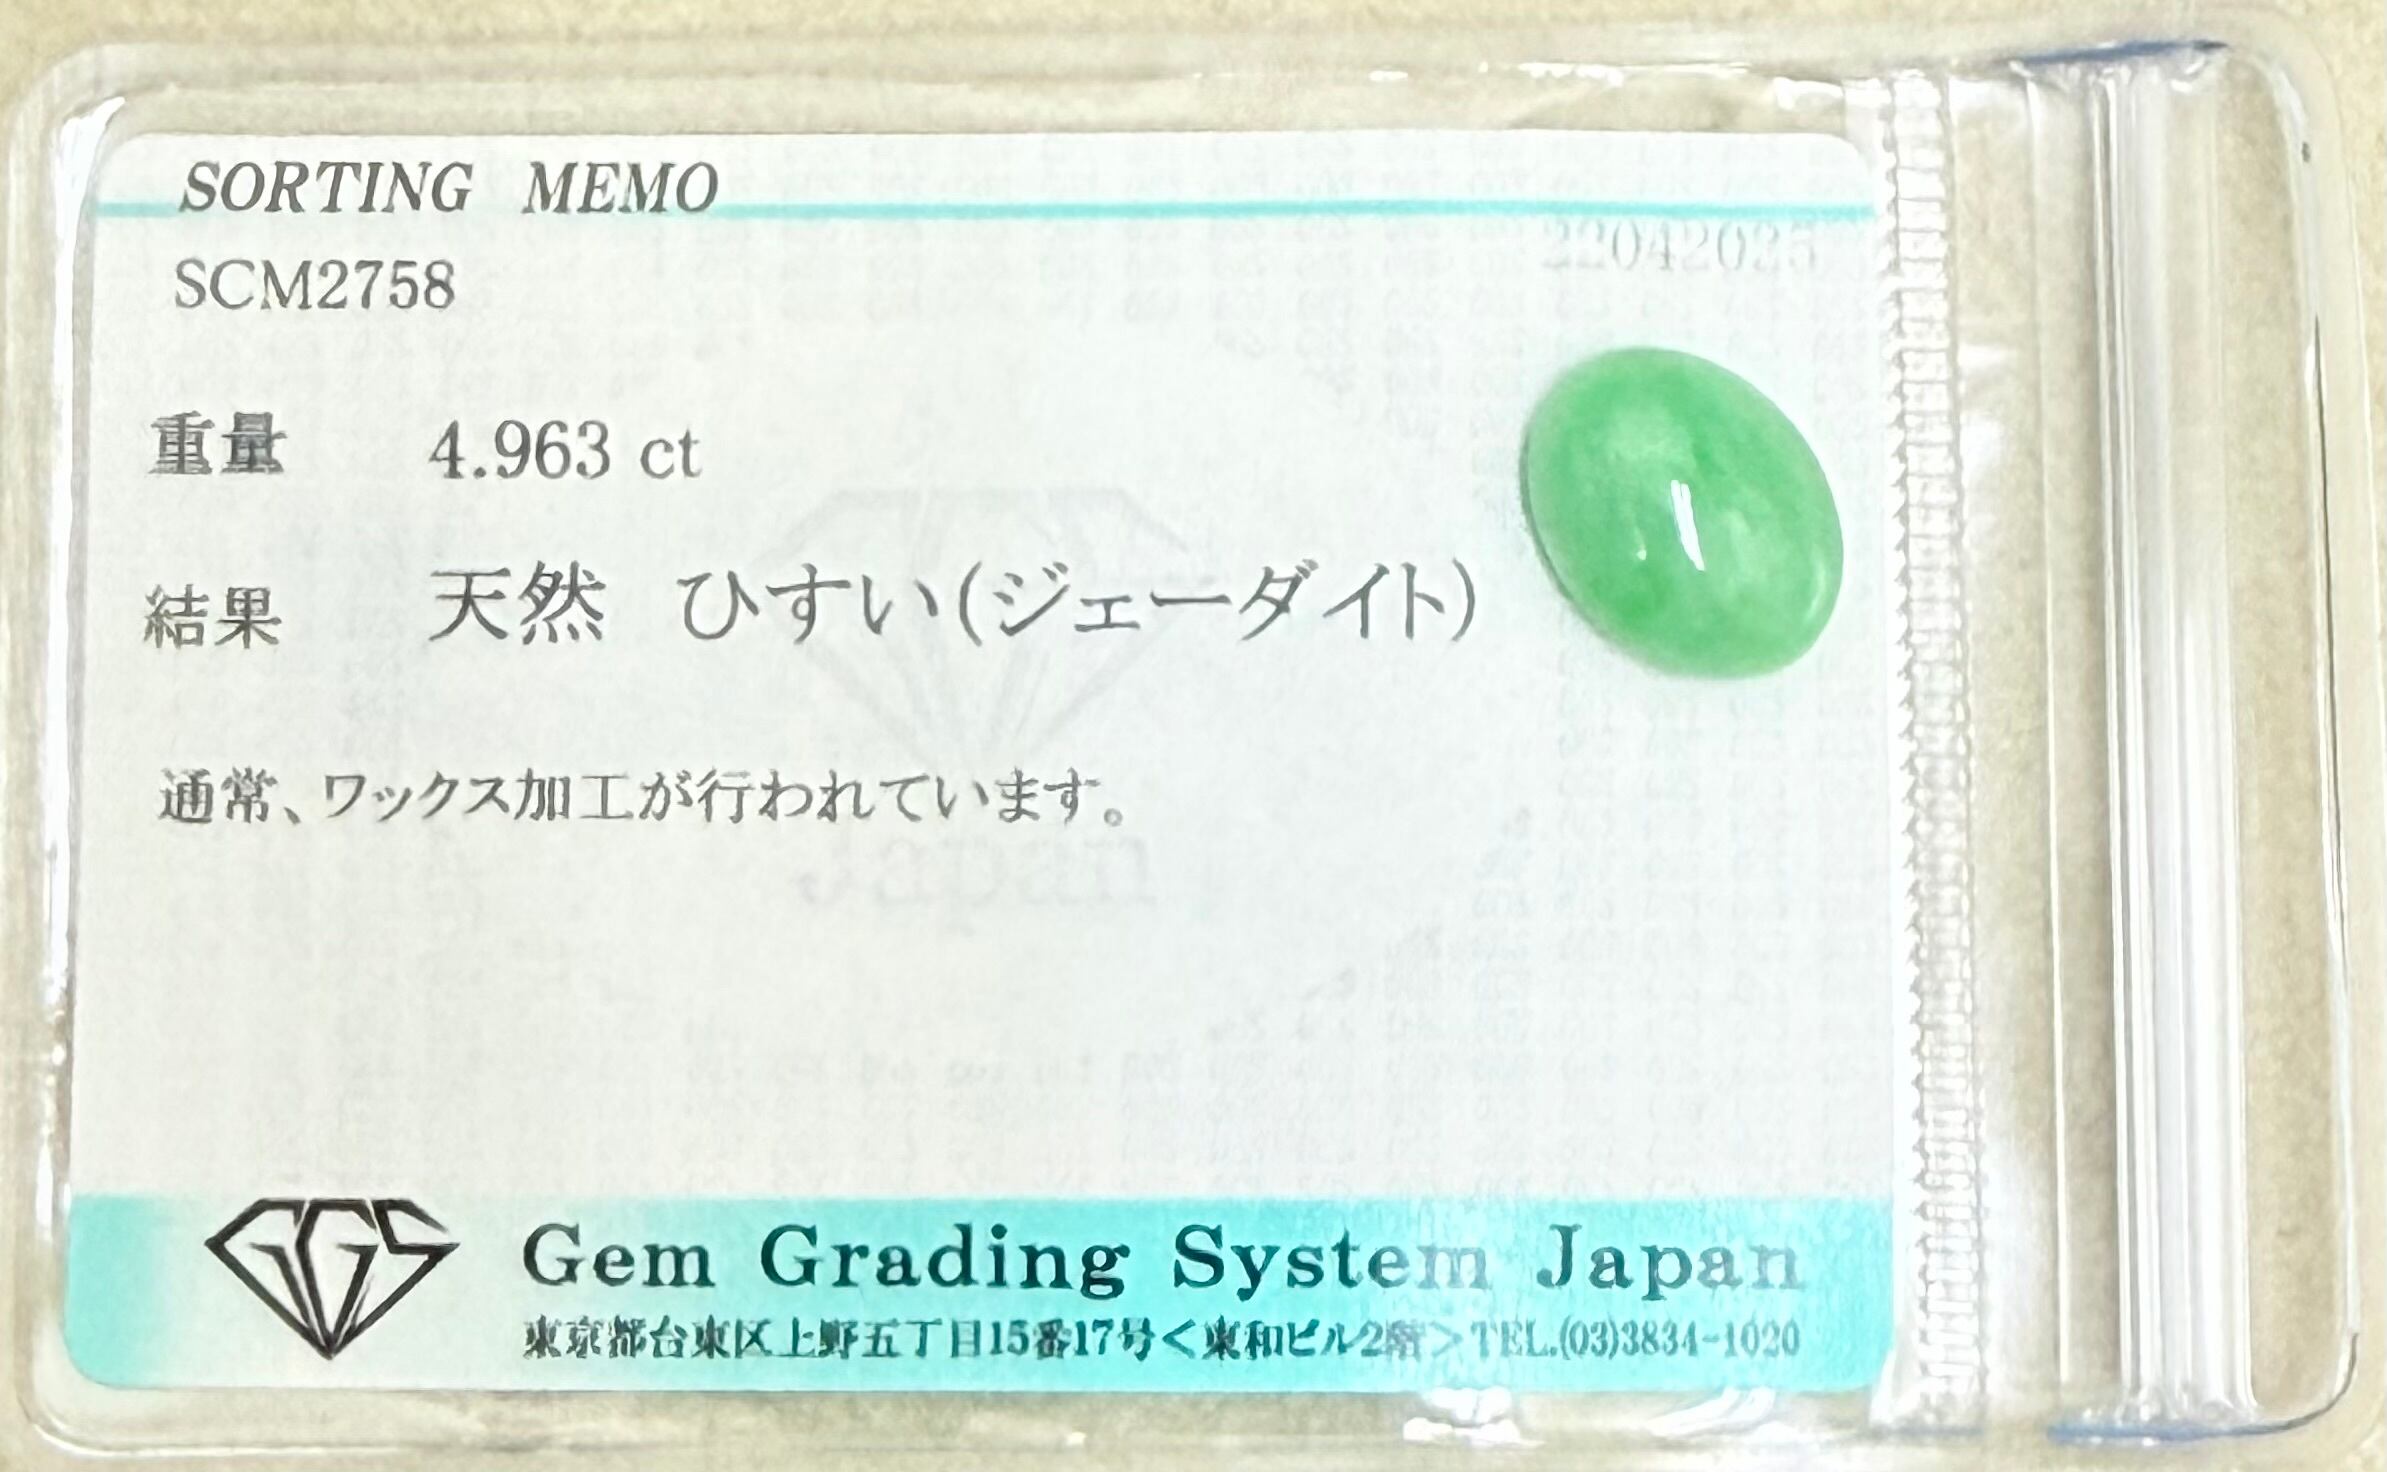 SORTING MEMO
SCM2758
22042025
重量 4.963 ct
結果 天然 ひすい(ジェーダイト)
通常、ワックス加工が行われています。
GGS
Gem Grading System Japan
東京都台東区上野五丁目15番17号<東和ビル2階>TEL.(03)3834-1020